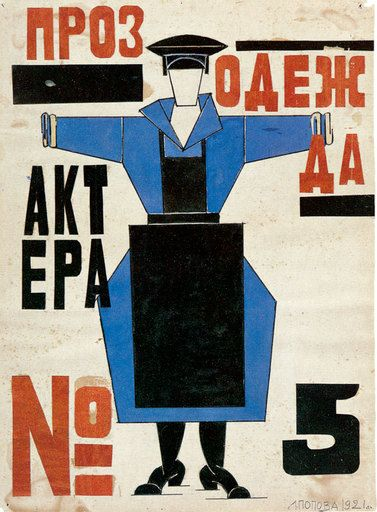 ПРОЗ
ОДЕЖ
ДА
АКТ
ЕРА
№ 5
Л.ПОПОВА 1921г.